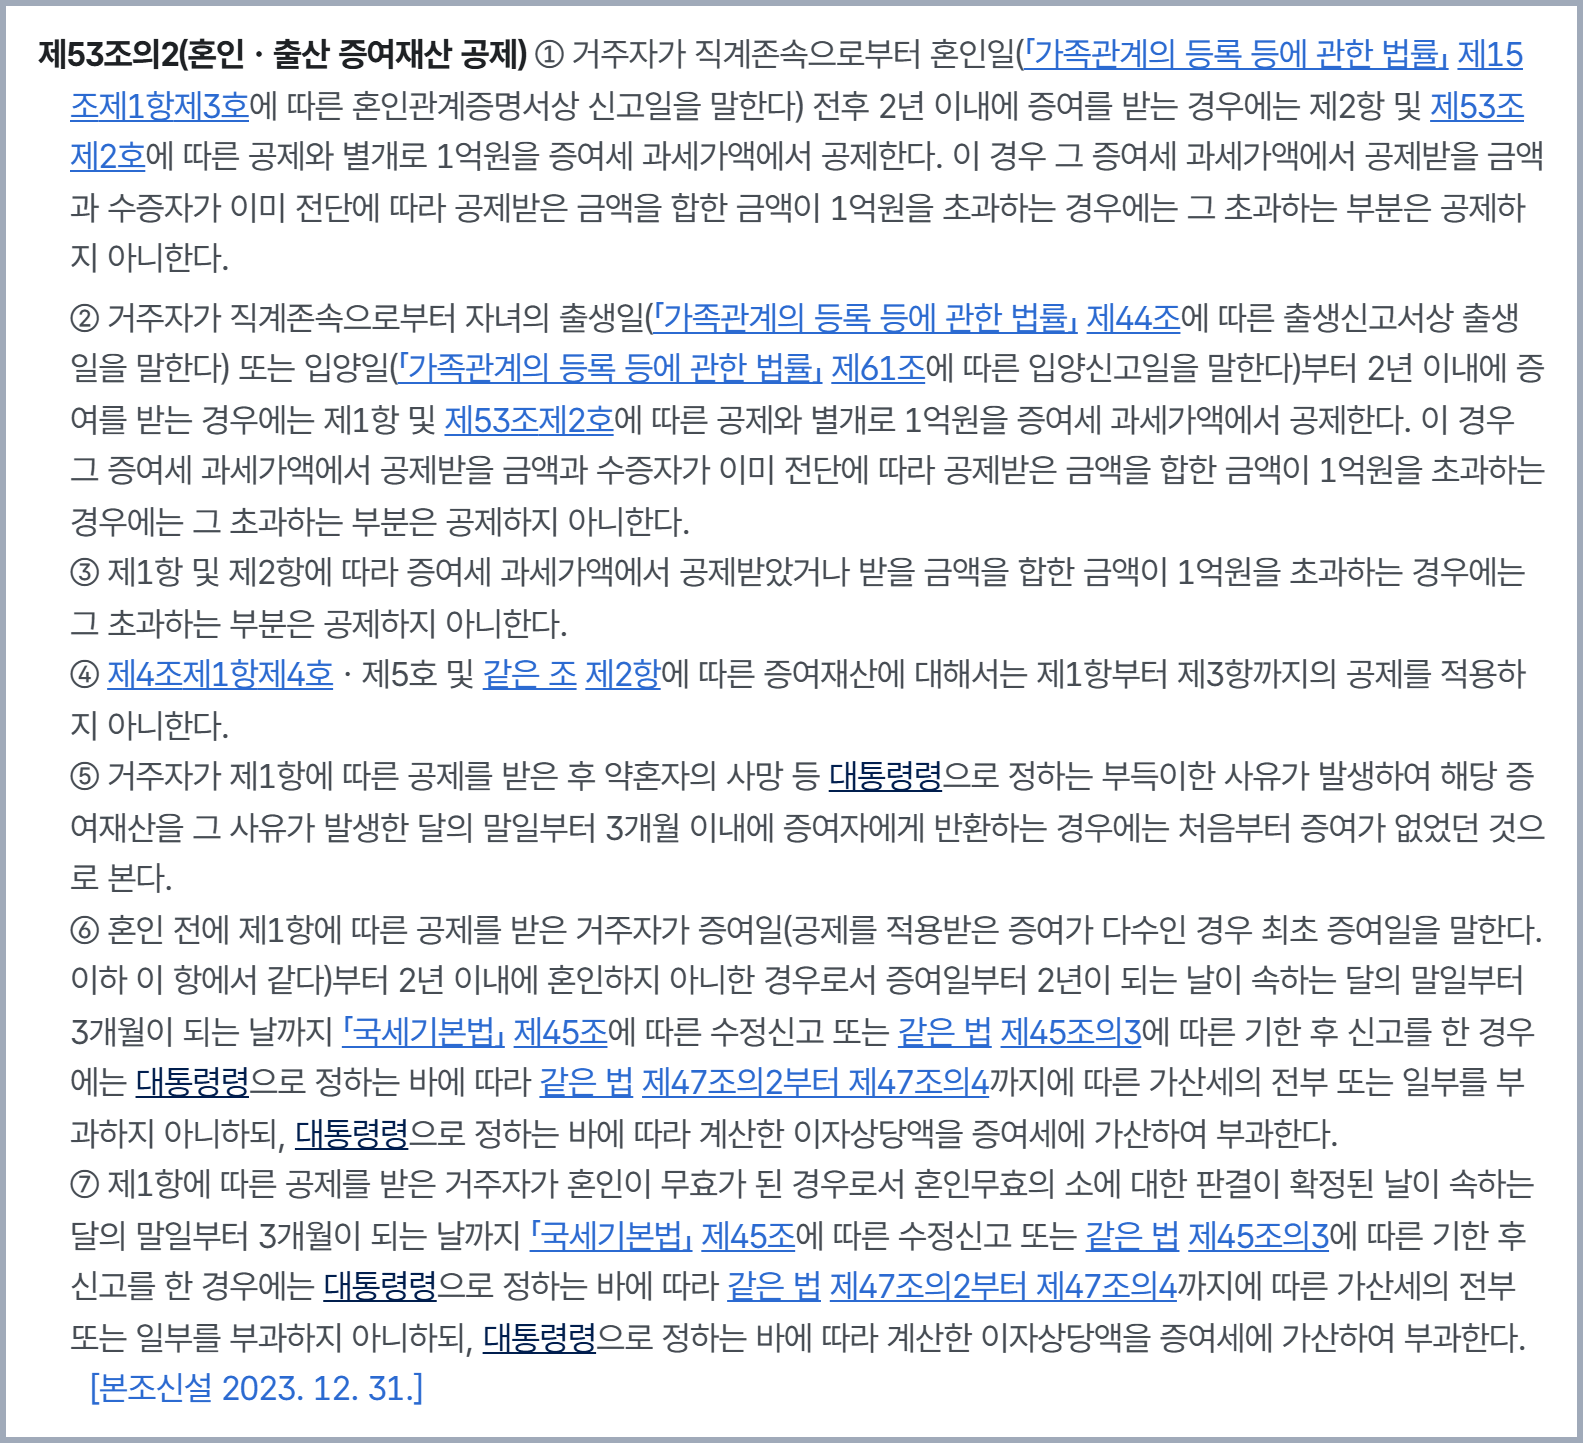 제53조의2(혼인ㆍ출산 증여재산 공제) ① 거주자가 직계존속으로부터 혼인일(「가족관계의 등록 등에 관한 법률」 제15
조제1항제3호에 따른 혼인관계증명서상 신고일을 말한다) 전후 2년 이내에 증여를 받는 경우에는 제2항 및 제53조
제2호에 따른 공제와 별개로 1억원을 증여세 과세가액에서 공제한다. 이 경우 그 증여세 과세가액에서 공제받을 금액
과 수증자가 이미 전단에 따라 공제받은 금액을 합한 금액이 1억원을 초과하는 경우에는 그 초과하는 부분은 공제하
지 아니한다.
② 거주자가 직계존속으로부터 자녀의 출생일(「가족관계의 등록 등에 관한 법률」 제44조에 따른 출생신고서상 출생
일을 말한다) 또는 입양일(「가족관계의 등록 등에 관한 법률」 제61조에 따른 입양신고일을 말한다)부터 2년 이내에 증
여를 받는 경우에는 제1항 및 제53조제2호에 따른 공제와 별개로 1억원을 증여세 과세가액에서 공제한다. 이 경우
그 증여세 과세가액에서 공제받을 금액과 수증자가 이미 전단에 따라 공제받은 금액을 합한 금액이 1억원을 초과하는
경우에는 그 초과하는 부분은 공제하지 아니한다.
③ 제1항 및 제2항에 따라 증여세 과세가액에서 공제받았거나 받을 금액을 합한 금액이 1억원을 초과하는 경우에는
그 초과하는 부분은 공제하지 아니한다.
④ 제4조제1항제4호ㆍ제5호 및 같은 조 제2항에 따른 증여재산에 대해서는 제1항부터 제3항까지의 공제를 적용하
지 아니한다.
⑤ 거주자가 제1항에 따른 공제를 받은 후 약혼자의 사망 등 대통령령으로 정하는 부득이한 사유가 발생하여 해당 증
여재산을 그 사유가 발생한 달의 말일부터 3개월 이내에 증여자에게 반환하는 경우에는 처음부터 증여가 없었던 것으
로 본다.
⑥ 혼인 전에 제1항에 따른 공제를 받은 거주자가 증여일(공제를 적용받은 증여가 다수인 경우 최초 증여일을 말한다.
이하 이 항에서 같다)부터 2년 이내에 혼인하지 아니한 경우로서 증여일부터 2년이 되는 날이 속하는 달의 말일부터
3개월이 되는 날까지 「국세기본법」 제45조에 따른 수정신고 또는 같은 법 제45조의3에 따른 기한 후 신고를 한 경우
에는 대통령령으로 정하는 바에 따라 같은 법 제47조의2부터 제47조의4까지에 따른 가산세의 전부 또는 일부를 부
과하지 아니하되, 대통령령으로 정하는 바에 따라 계산한 이자상당액을 증여세에 가산하여 부과한다.
⑦ 제1항에 따른 공제를 받은 거주자가 혼인이 무효가 된 경우로서 혼인무효의 소에 대한 판결이 확정된 날이 속하는
달의 말일부터 3개월이 되는 날까지 「국세기본법」 제45조에 따른 수정신고 또는 같은 법 제45조의3에 따른 기한 후
신고를 한 경우에는 대통령령으로 정하는 바에 따라 같은 법 제47조의2부터 제47조의4까지에 따른 가산세의 전부
또는 일부를 부과하지 아니하되, 대통령령으로 정하는 바에 따라 계산한 이자상당액을 증여세에 가산하여 부과한다.
[본조신설 2023. 12. 31.]